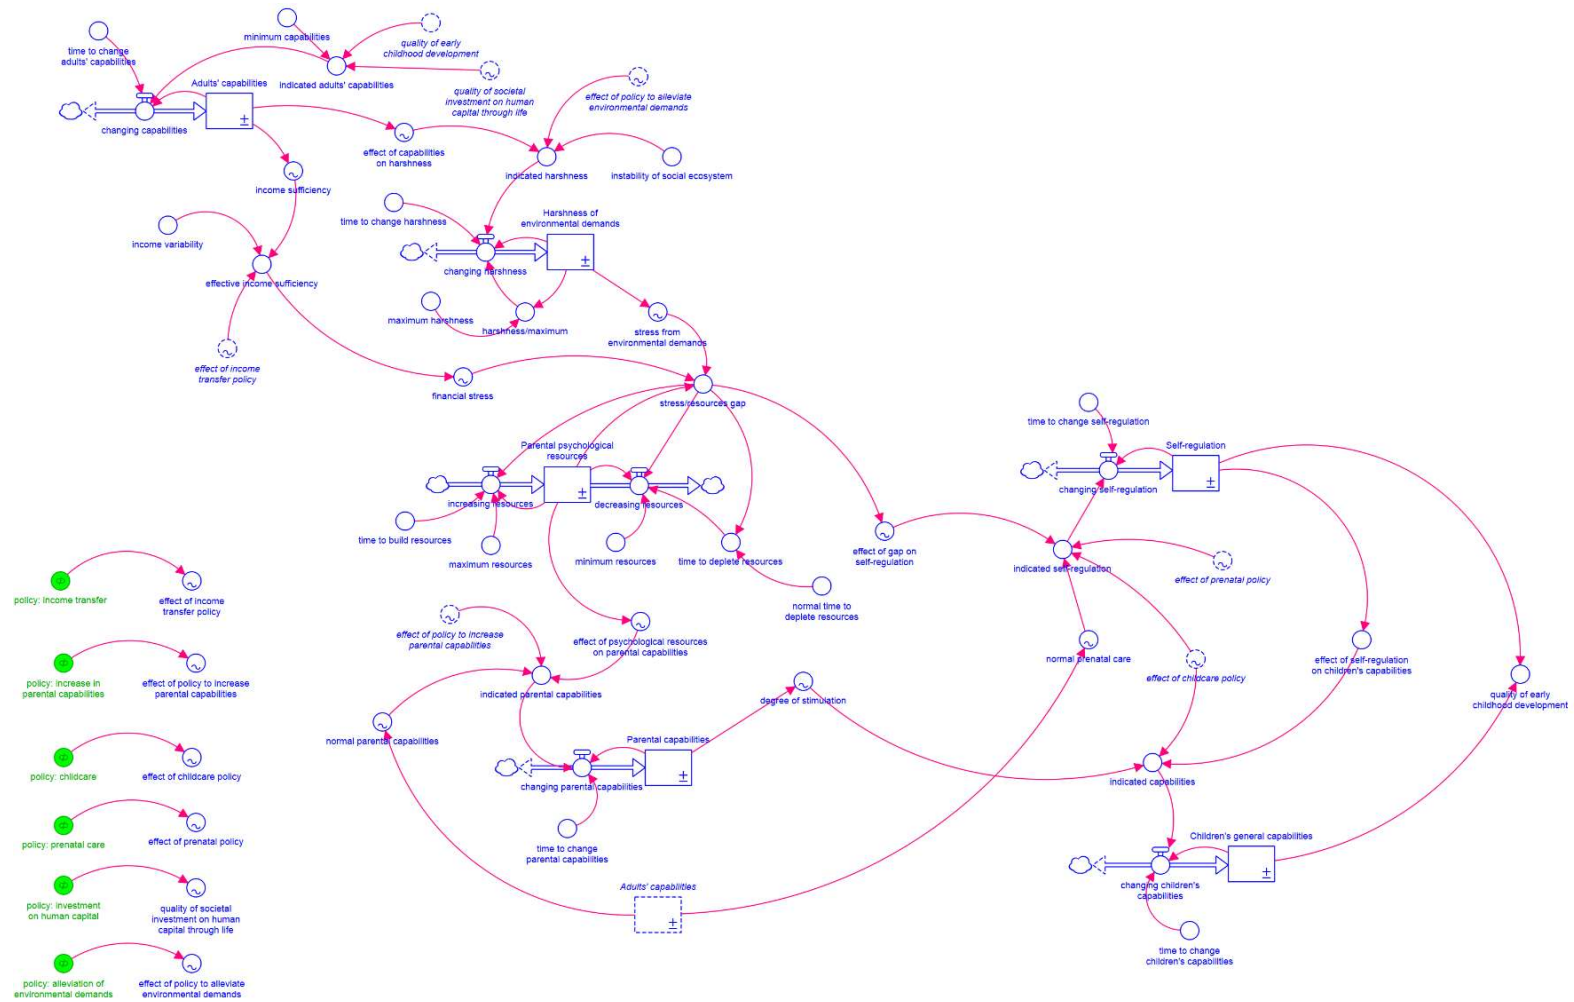 minimum capabilities
quality of early
childhood development
time to change
adults' capabilities
Adults' capabilities
indicated adults' capabilities
quality of societal
investment on human
capital through life
effect of policy to alleviate
environmental demands
changing capabilities
effect of capabilities
on harshness
indicated harshness
instability of social ecosystem
income sufficiency
time to change harshness
Harshness of
environmental demands
income variability
changing harshness
effective income sufficiency
maximum harshness
harshness/maximum
stress from
environmental demands
effect of income
transfer policy
financial stress
stress/resources gap
time to change self-regulation
Parental psychological
resources
Self-regulation
changing self-regulation
increasing resources
decreasing resources
time to build resources
maximum resources
minimum resources
time to deplete resources
effect of gap on
self-regulation
indicated self-regulation
effect of prenatal policy
normal time to
deplete resources
policy: income transfer
effect of income
transfer policy
effect of policy to increase
parental capabilities
effect of psychological resources
on parental capabilities
normal prenatal care
effect of childcare policy
effect of self-regulation
on children's capabilities
quality of early
childhood development
policy: increase in
parental capabilities
effect of policy to increase
parental capabilities
indicated parental capabilities
degree of stimulation
normal parental capabilities
Parental capabilities
changing parental capabilities
indicated capabilities
policy: childcare
effect of childcare policy
time to change
parental capabilities
Children's general capabilities
changing children's
capabilities
policy: prenatal care
effect of prenatal policy
Adults' capabilities
time to change
children's capabilities
policy: investment
on human capital
quality of societal
investment on human
capital through life
policy: alleviation of
environmental demands
effect of policy to alleviate
environmental demands